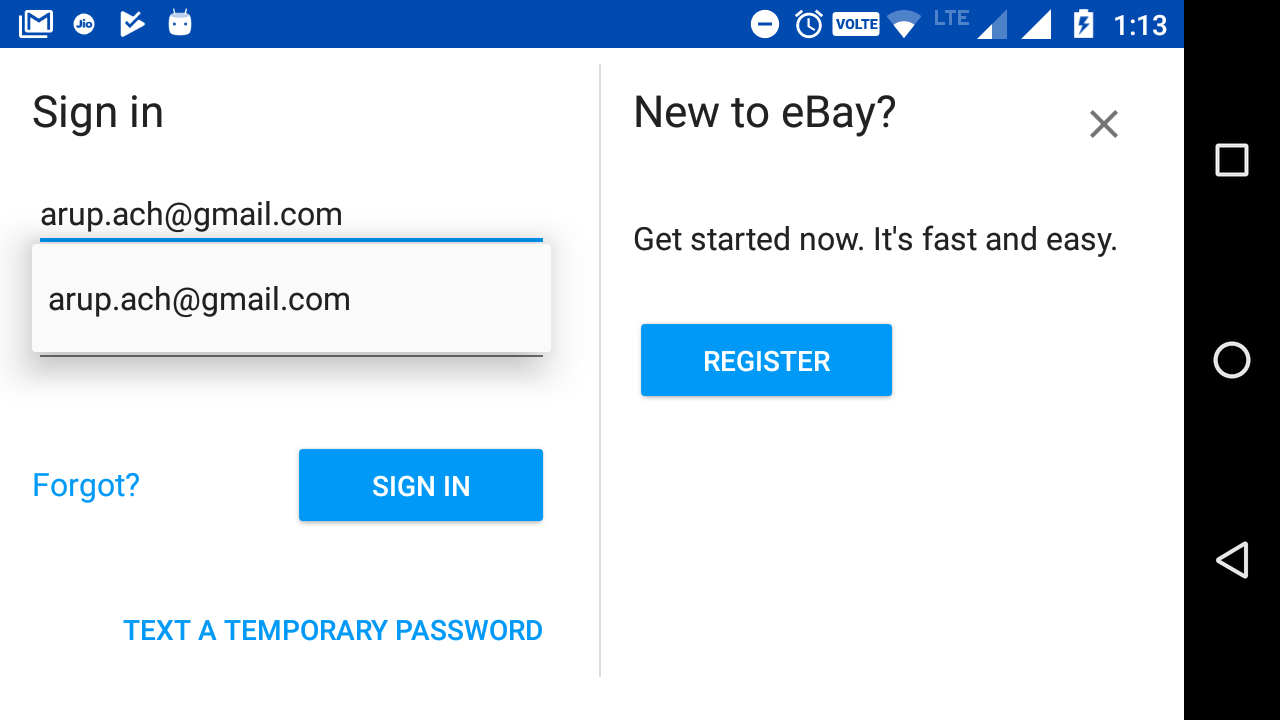 Jio VOLTE LTE 1:13
Sign in
arup.ach@gmail.com
arup.ach@gmail.com
Forgot?
SIGN IN
TEXT A TEMPORARY PASSWORD
New to eBay?
Get started now. It's fast and easy.
REGISTER